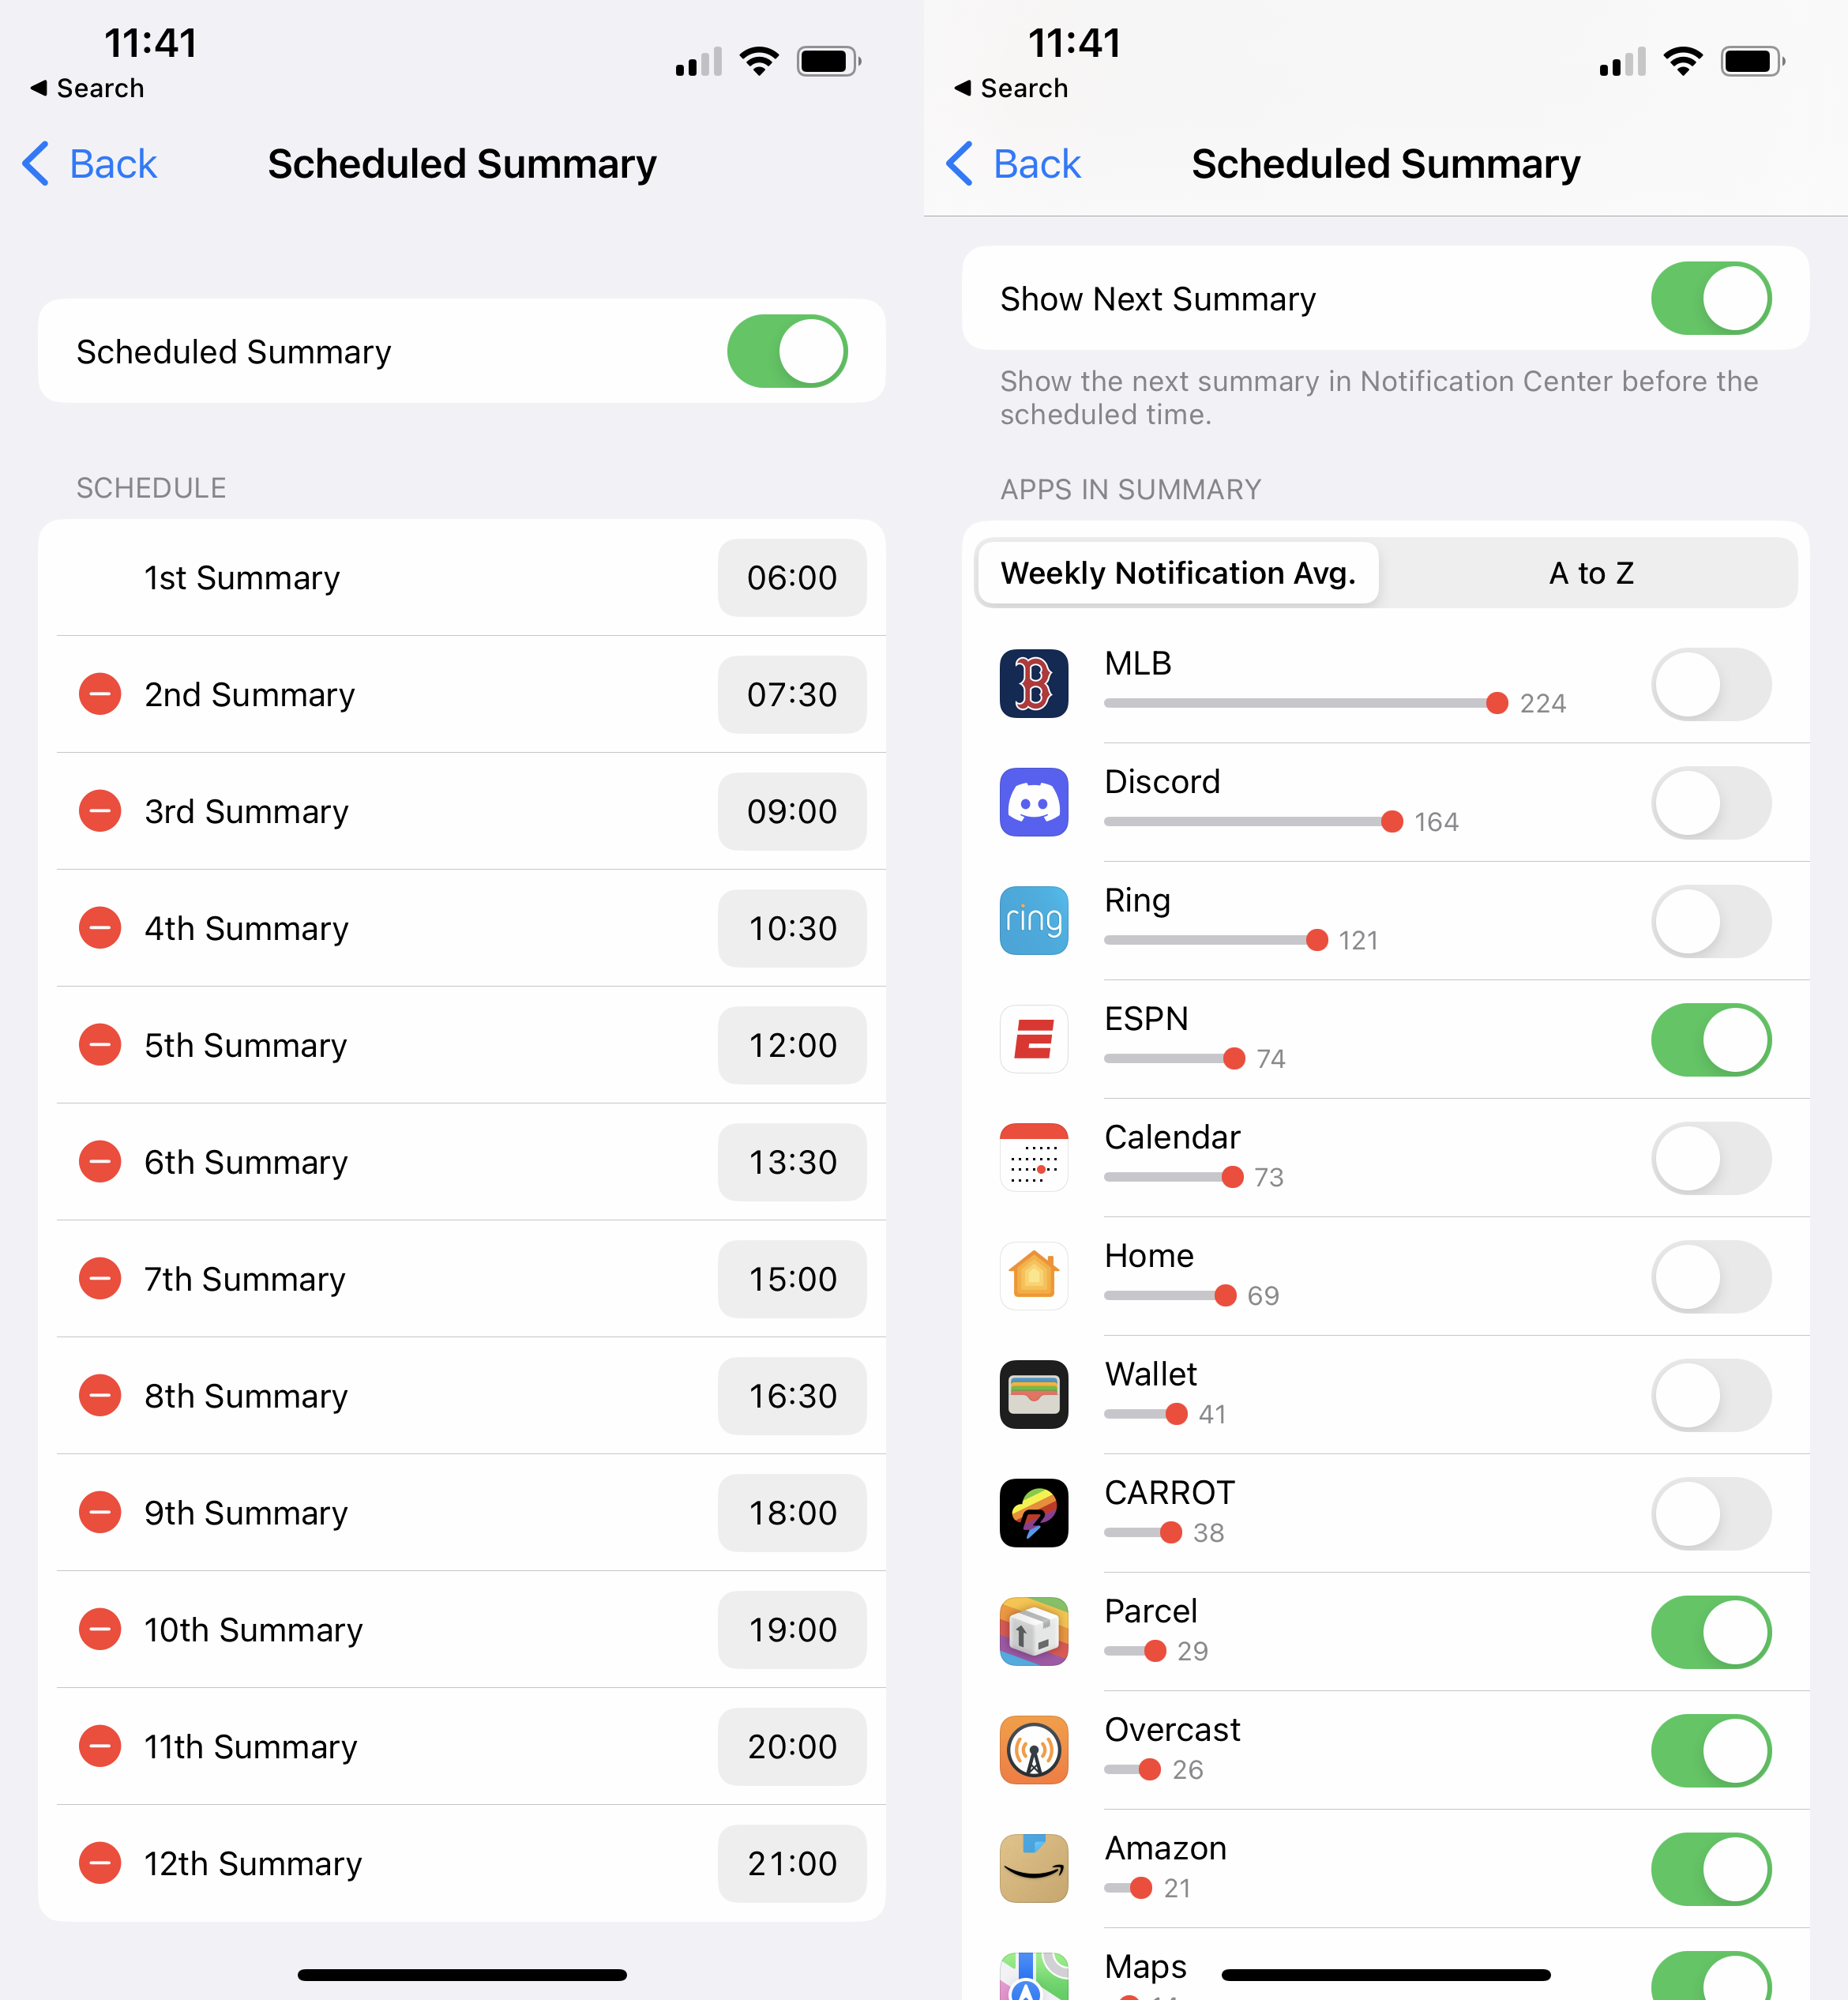 11:41
◀ Search
Back
Scheduled Summary
Scheduled Summary
SCHEDULE
1st Summary 06:00
2nd Summary 07:30
3rd Summary 09:00
4th Summary 10:30
5th Summary 12:00
6th Summary 13:30
7th Summary 15:00
8th Summary 16:30
9th Summary 18:00
10th Summary 19:00
11th Summary 20:00
12th Summary 21:00
11:41
◀ Search
Back
Scheduled Summary
Show Next Summary
Show the next summary in Notification Center before the
scheduled time.
APPS IN SUMMARY
Weekly Notification Avg. A to Z
B
MLB
224
Discord
164
ring
Ring
121
E
ESPN
74
Calendar
73
Home
69
Wallet
41
CARROT
38
Parcel
29
Overcast
26
Amazon
21
Maps